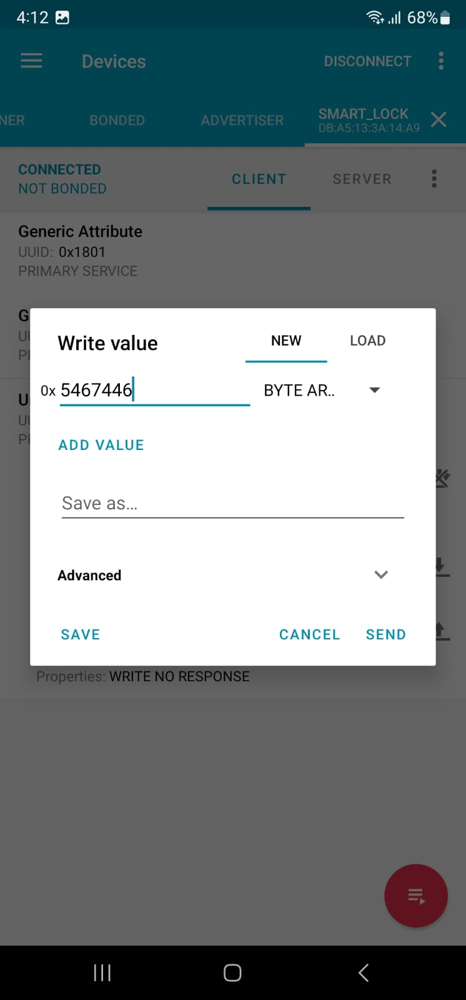 4:12 68%
Devices DISCONNECT
NER BONDED ADVERTISER SMART_LOCK
DB:A5:13:3A:14:A9
CONNECTED
NOT BONDED
CLIENT SERVER
Generic Attribute
UUID: 0x1801
PRIMARY SERVICE
G
UU
P
U
UU
P
Write value NEW LOAD
0x 5467446 BYTE AR..
ADD VALUE
Save as...
Advanced
SAVE CANCEL SEND
Properties: WRITE NO RESPONSE